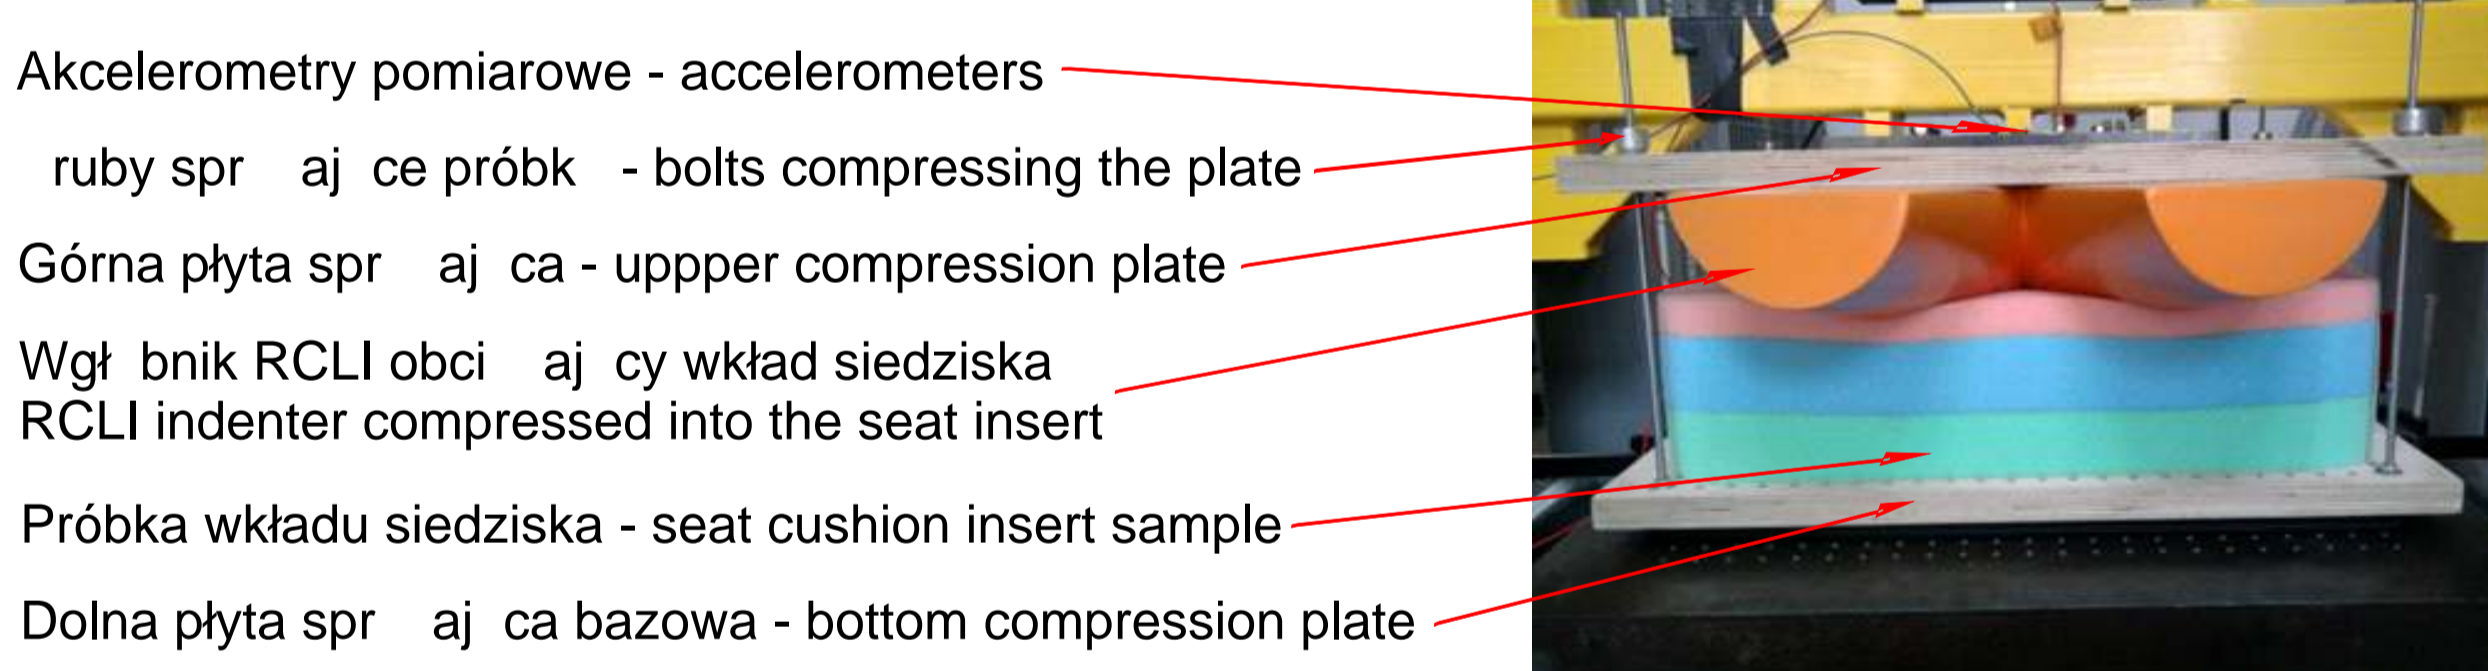 Akcelerometry pomiarowe - accelerometers
ruby spr aj ce próbk - bolts compressing the plate
Górna płyta spr aj ca - uppper compression plate
Wgł bnik RCLI obci aj cy wkład siedziska
RCLI indenter compressed into the seat insert
Próbka wkładu siedziska - seat cushion insert sample
Dolna płyta spr aj ca bazowa - bottom compression plate